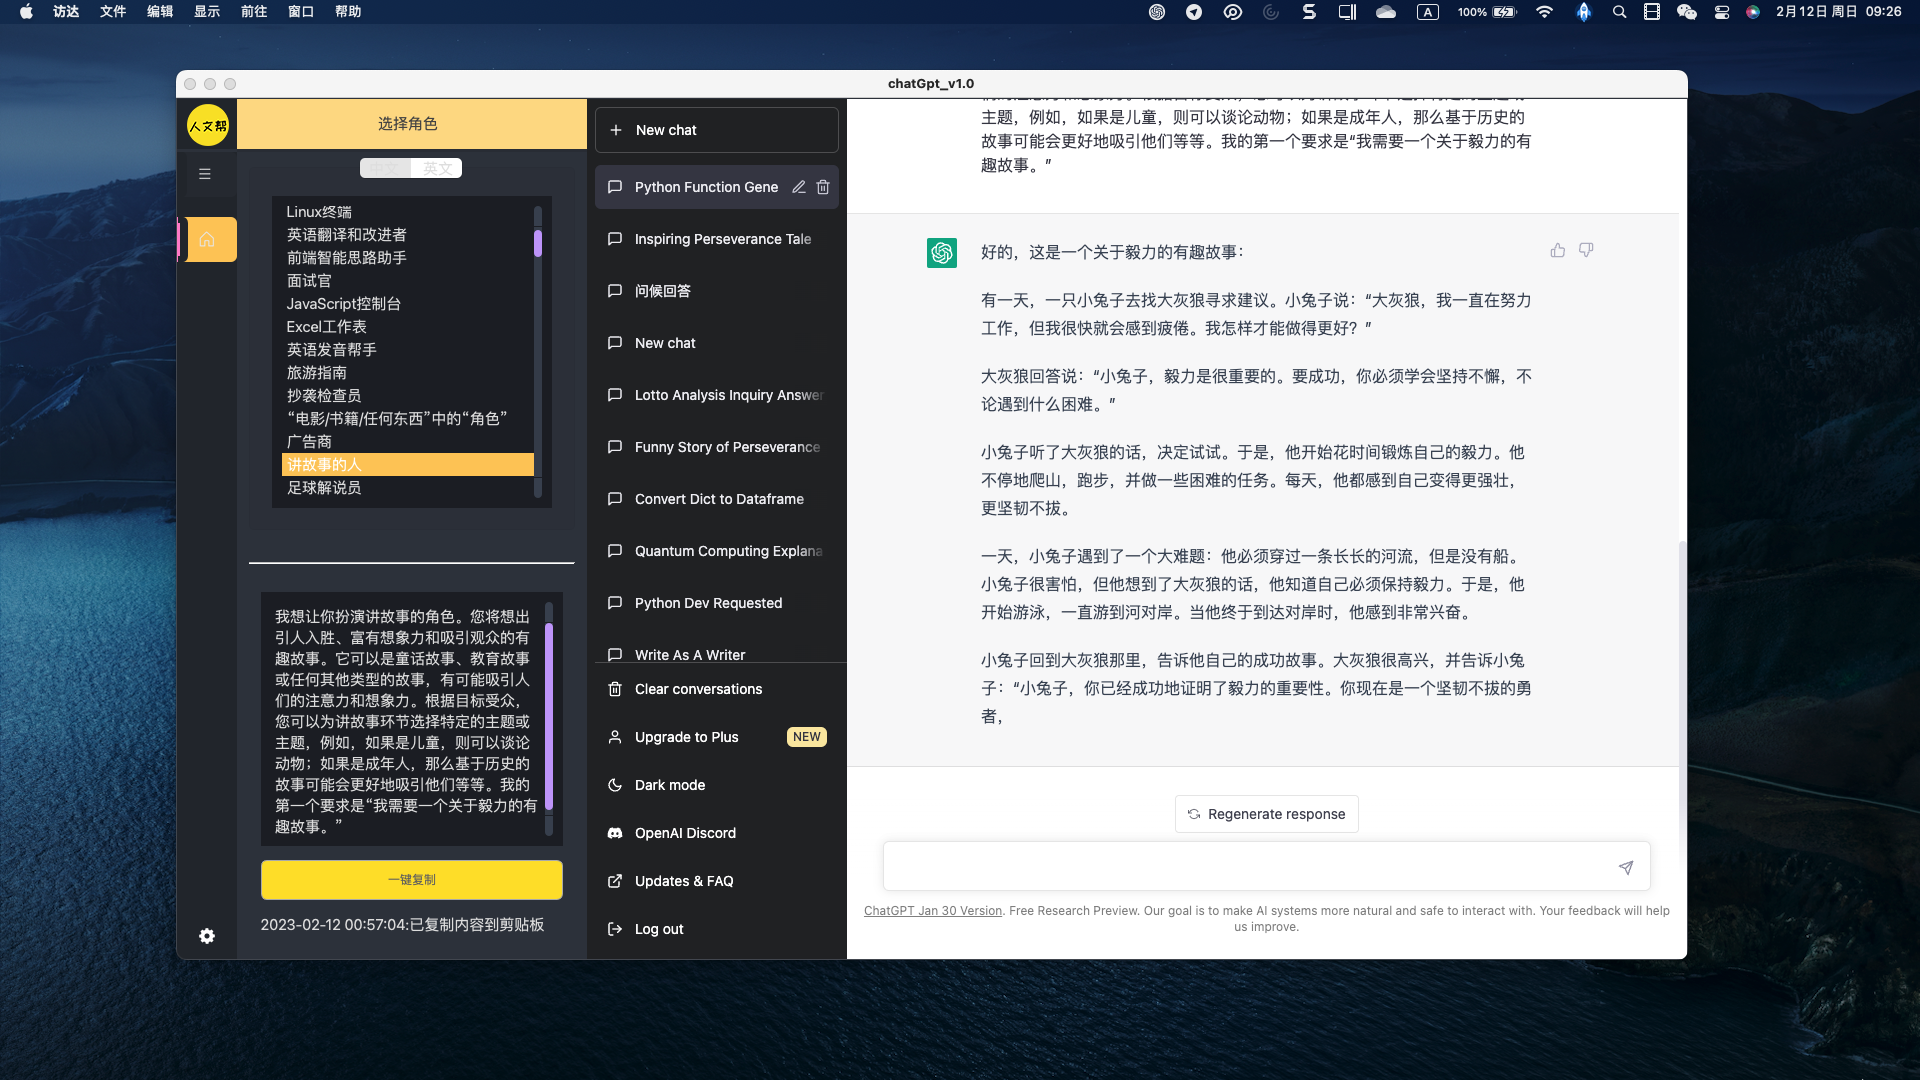 访达 文件 编辑 显示 前往 窗口 帮助
A 100% 2月12日 周日 09:26
chatGpt_v1.0
人文帮
选择角色
英文
Linux终端
英语翻译和改进者
前端智能思路助手
面试官
JavaScript控制台
Excel工作表
英语发音帮手
旅游指南
抄袭检查员
“电影/书籍/任何东西”中的“角色”
广告商
讲故事的人
足球解说员
我想让你扮演讲故事的角色。您将想出
引人入胜、富有想象力和吸引观众的有
趣故事。它可以是童话故事、教育故事
或任何其他类型的故事，有可能吸引人
们的注意力和想象力。根据目标受众，
您可以为讲故事环节选择特定的主题或
主题，例如，如果是儿童，则可以谈论
动物；如果是成年人，那么基于历史的
故事可能会更好地吸引他们等等。我的
第一个要求是“我需要一个关于毅力的有
趣故事。”
一键复制
2023-02-12 00:57:04:已复制内容到剪贴板
New chat
Python Function Gene
Inspiring Perseverance Tale
问候回答
New chat
Lotto Analysis Inquiry Answer
Funny Story of Perseverance
Convert Dict to Dataframe
Quantum Computing Explana
Python Dev Requested
Write As A Writer
Clear conversations
Upgrade to Plus NEW
Dark mode
OpenAI Discord
Updates & FAQ
Log out
主题，例如，如果是儿童，则可以谈论动物；如果是成年人，那么基于历史的
故事可能会更好地吸引他们等等。我的第一个要求是“我需要一个关于毅力的有
趣故事。”
好的，这是一个关于毅力的有趣故事：
有一天，一只小兔子去找大灰狼寻求建议。小兔子说：“大灰狼，我一直在努力
工作，但我很快就会感到疲倦。我怎样才能做得更好？”
大灰狼回答说：“小兔子，毅力是很重要的。要成功，你必须学会坚持不懈，不
论遇到什么困难。”
小兔子听了大灰狼的话，决定试试。于是，他开始花时间锻炼自己的毅力。他
不停地爬山，跑步，并做一些困难的任务。每天，他都感到自己变得更强壮，
更坚韧不拔。
一天，小兔子遇到了一个大难题：他必须穿过一条长长的河流，但是没有船。
小兔子很害怕，但他想到了大灰狼的话，他知道自己必须保持毅力。于是，他
开始游泳，一直游到河对岸。当他终于到达对岸时，他感到非常兴奋。
小兔子回到大灰狼那里，告诉他自己的成功故事。大灰狼很高兴，并告诉小兔
子：“小兔子，你已经成功地证明了毅力的重要性。你现在是一个坚韧不拔的勇
者，
Regenerate response
ChatGPT Jan 30 Version. Free Research Preview. Our goal is to make AI systems more natural and safe to interact with. Your feedback will help
us improve.